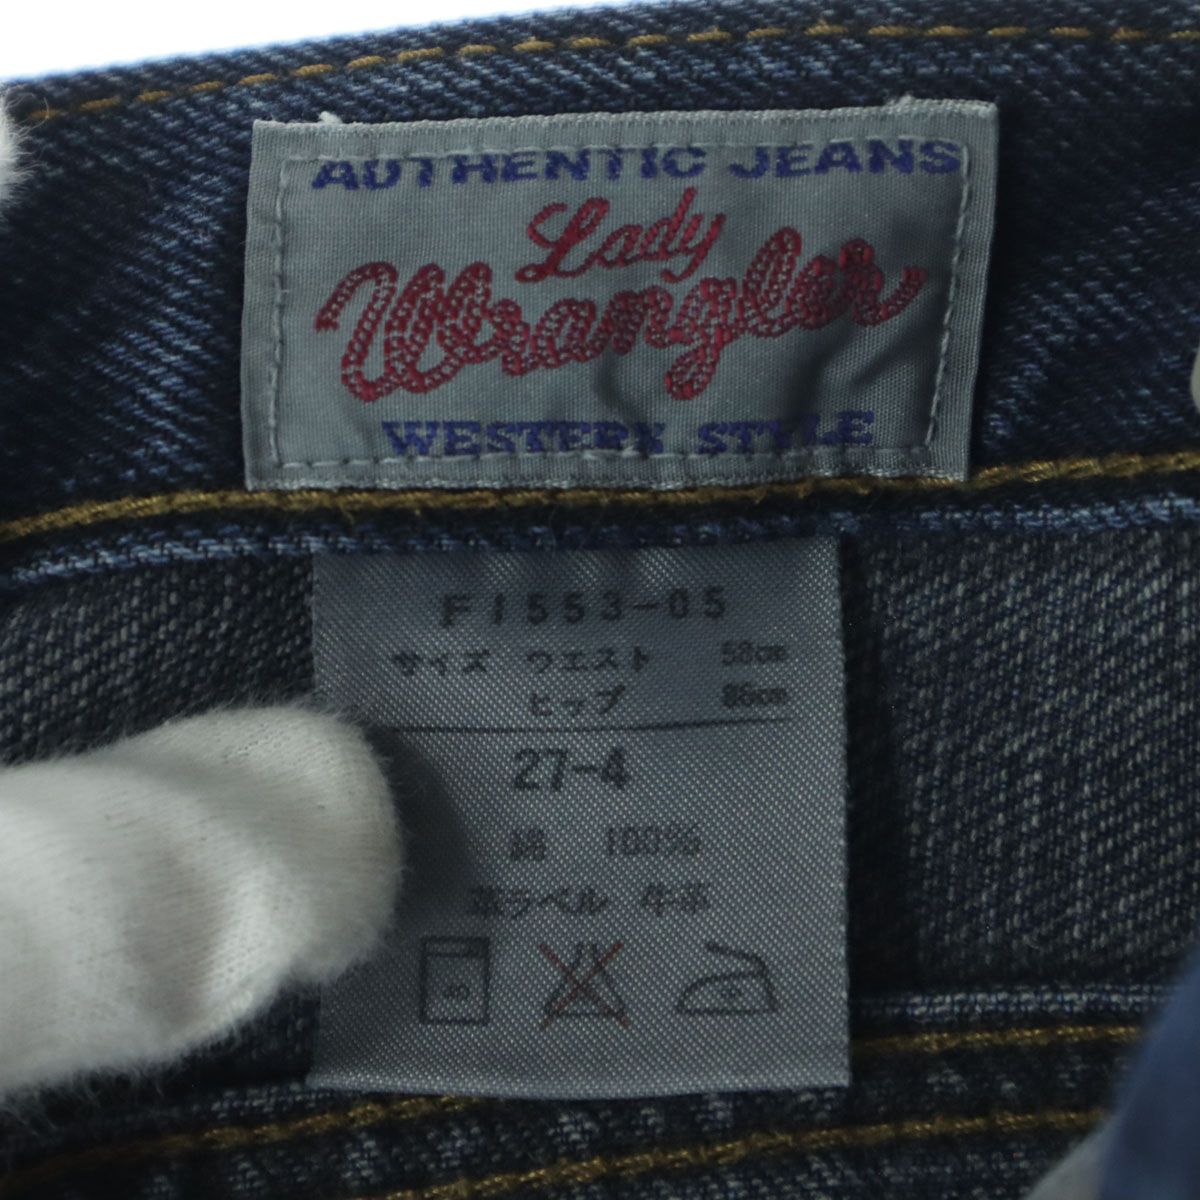 AUTHENTIC JEANS
Lady
Wrangler
WESTERN STYLE
F1553-05
サイズ ウエスト 58cm
ヒップ 86cm
27-4
綿 100%
革ラベル 牛革